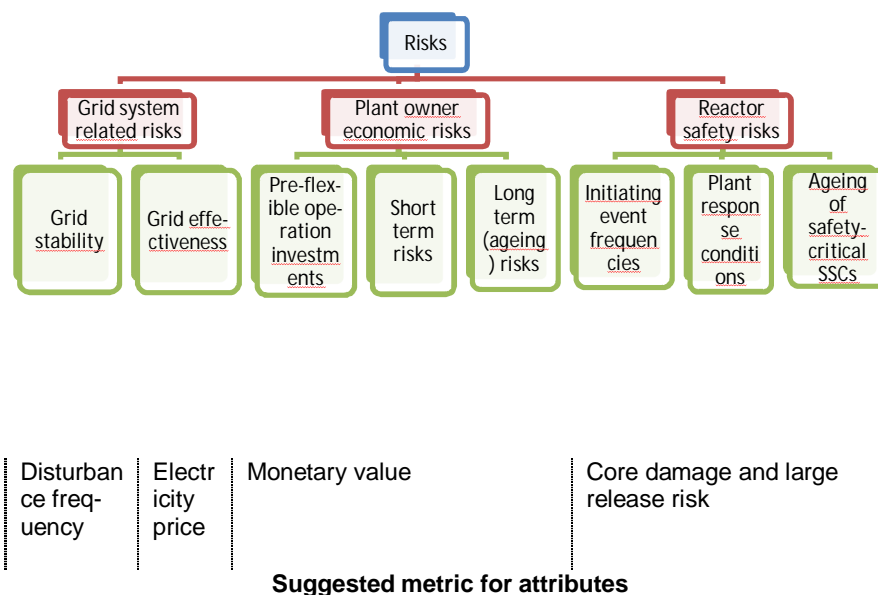 Risks
Grid system
related risks
Plant owner
economic risks
Reactor
safety risks
Grid
stability
Grid effe-
ctiveness
Pre-flex-
ible ope-
ration
investm
ents
Short
term
risks
Long
term
(ageing
) risks
Initiating
event
frequen
cies
Plant
respon
se
conditi
ons
Ageing
of
safety-
critical
SSCs
Disturban
ce freq-
uency
Electr
icity
price
Monetary value
Core damage and large
release risk
Suggested metric for attributes